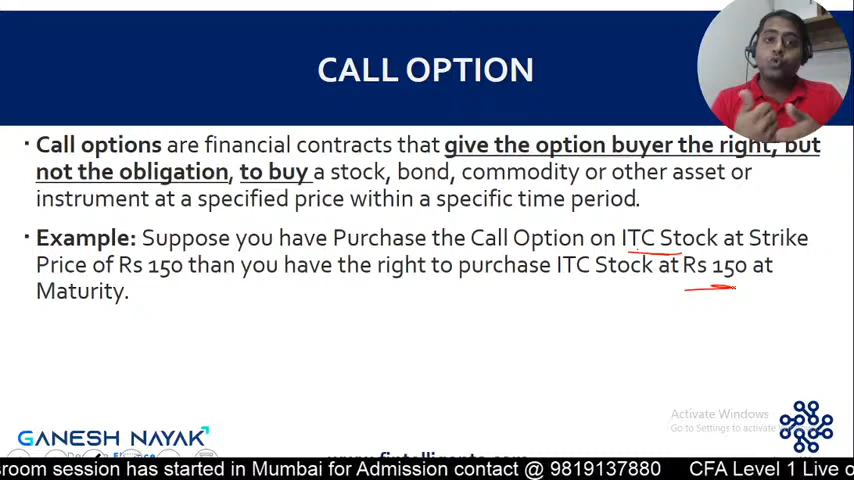 CALL OPTION
▪ Call options are financial contracts that give the option buyer the right, but
not the obligation, to buy a stock, bond, commodity or other asset or
instrument at a specified price within a specific time period.
▪ Example: Suppose you have Purchase the Call Option on ITC Stock at Strike
Price of Rs 150 than you have the right to purchase ITC Stock at Rs 150 at
Maturity.
Activate Windows
Go to Settings to activate
GANESH NAYAK
sroom session has started in Mumbai for Admission contact @ 9819137880 CFA Level 1 Live o